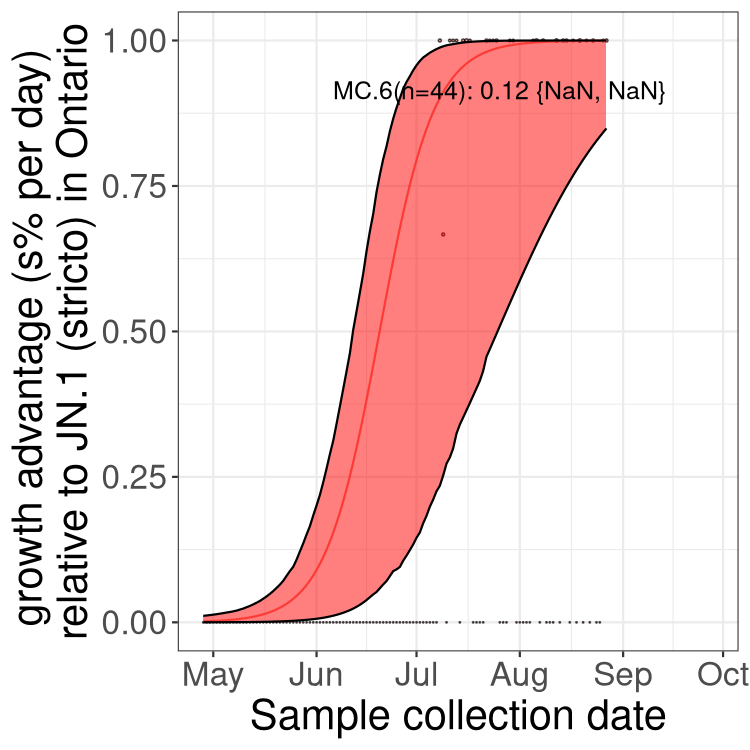 growth advantage (s% per day)
relative to JN.1 (stricto) in Ontario
1.00
0.75
0.50
0.25
0.00
MC.6(n=44): 0.12 {NaN, NaN}
May Jun Jul Aug Sep Oct
Sample collection date